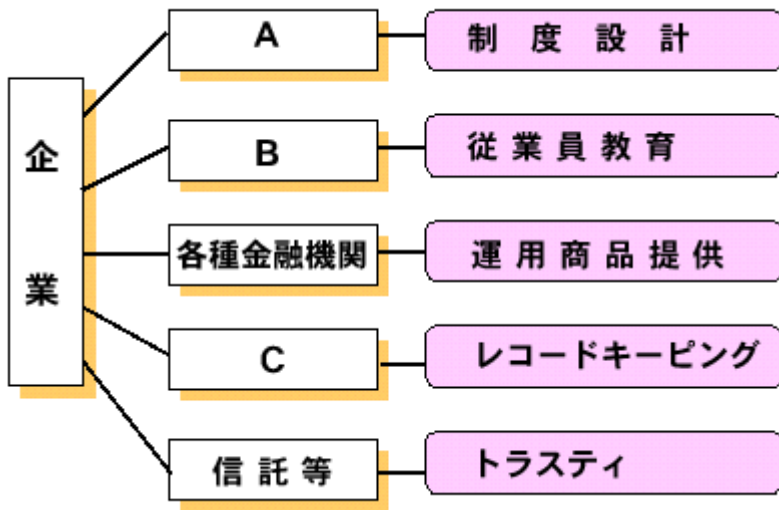 企業
A
制度設計
B
従業員教育
各種金融機関
運用商品提供
C
レコードキーピング
信託等
トラスティ